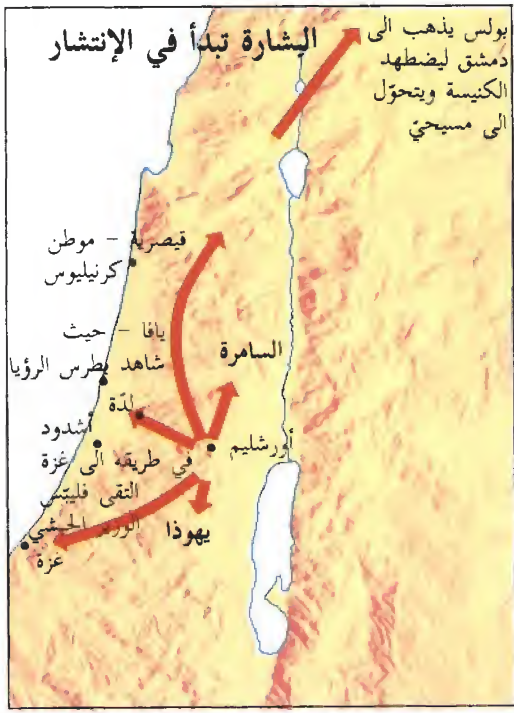 البشارة تبدأ في الإنتشار
بولس يذهب الى
دمشق ليضطهد
الكنيسة ويتحوّل
الى مسيحيّ
قيصرية – موطن
كرنيليوس
يافا – حيث
شاهد بطرس الرؤيا
السامرة
لدّة
أشدود
أورشليم
في طريقه الى غزة
التقى فليبّس
الوزير الحبشي
يهوذا
غزة